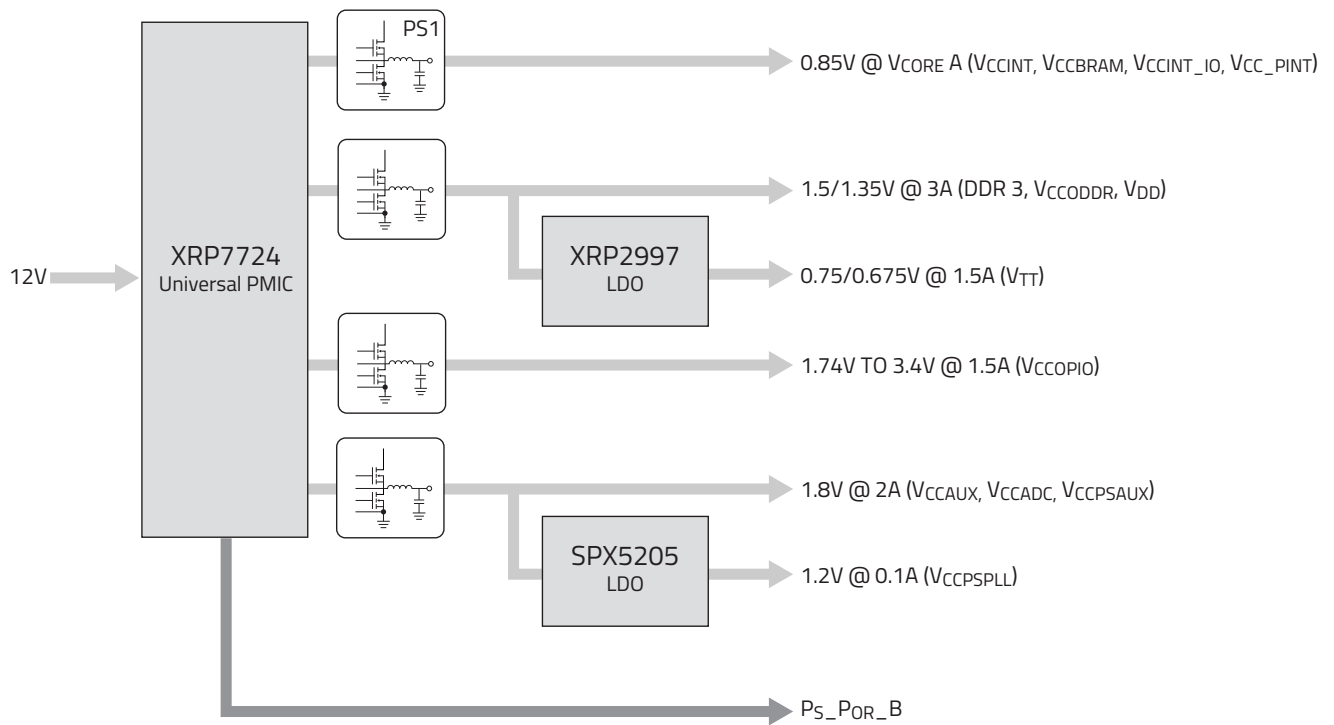 PS1
0.85V @ VCORE A (VCCINT, VCCBRAM, VCCINT_IO, VCC_PINT)
1.5/1.35V @ 3A (DDR 3, VCCODDR, VDD)
XRP7724
Universal PMIC
12V
XRP2997
LDO
0.75/0.675V @ 1.5A (VTT)
1.74V TO 3.4V @ 1.5A (VCCOPIO)
1.8V @ 2A (VCCAUX, VCCADC, VCCPSAUX)
SPX5205
LDO
1.2V @ 0.1A (VCCPSPLL)
PS_POR_B